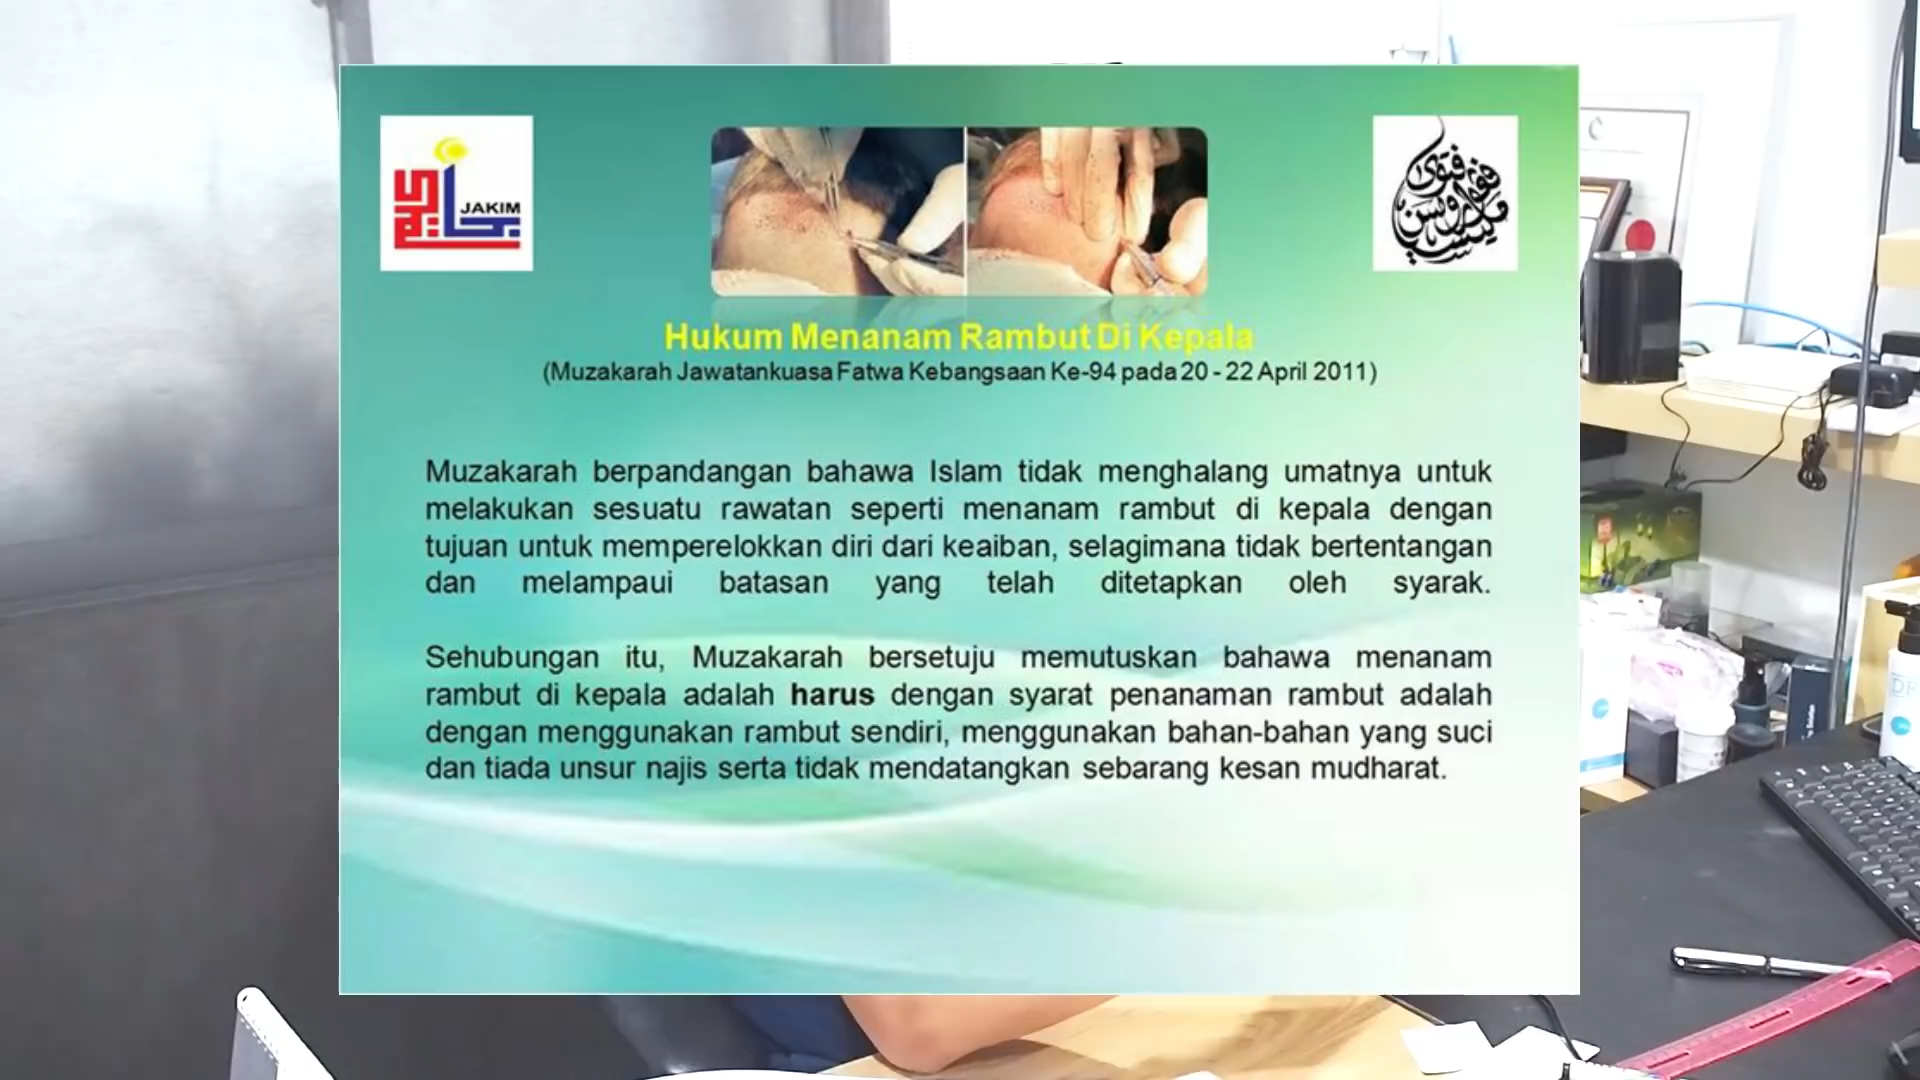 JAKIM
Hukum Menanam Rambut Di Kepala
(Muzakarah Jawatankuasa Fatwa Kebangsaan Ke-94 pada 20 - 22 April 2011)
Muzakarah berpandangan bahawa Islam tidak menghalang umatnya untuk
melakukan sesuatu rawatan seperti menanam rambut di kepala dengan
tujuan untuk memperelokkan diri dari keaiban, selagimana tidak bertentangan
dan melampaui batasan yang telah ditetapkan oleh syarak.
Sehubungan itu, Muzakarah bersetuju memutuskan bahawa menanam
rambut di kepala adalah harus dengan syarat penanaman rambut adalah
dengan menggunakan rambut sendiri, menggunakan bahan-bahan yang suci
dan tiada unsur najis serta tidak mendatangkan sebarang kesan mudharat.